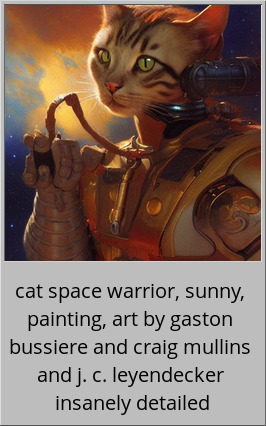 cat space warrior, sunny,
painting, art by gaston
bussiere and craig mullins
and j. c. leyendecker
insanely detailed